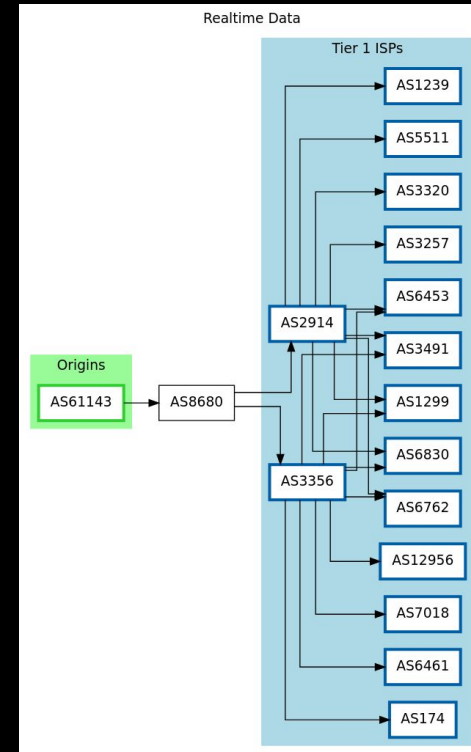 Realtime Data
Tier 1 ISPs
AS1239
AS5511
AS3320
AS3257
AS6453
AS2914
AS3491
Origins
AS61143
AS8680
AS1299
AS6830
AS3356
AS6762
AS12956
AS7018
AS6461
AS174